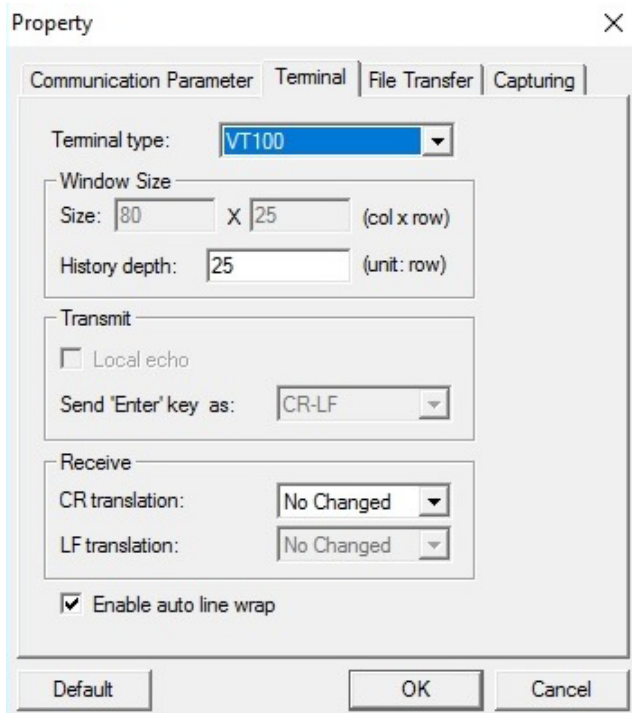 Property
Communication Parameter Terminal File Transfer Capturing
Terminal type: VT100
Window Size
Size: 80 X 25 (col x row)
History depth: 25 (unit: row)
Transmit
Local echo
Send 'Enter' key as: CR-LF
Receive
CR translation: No Changed
LF translation: No Changed
Enable auto line wrap
Default OK Cancel